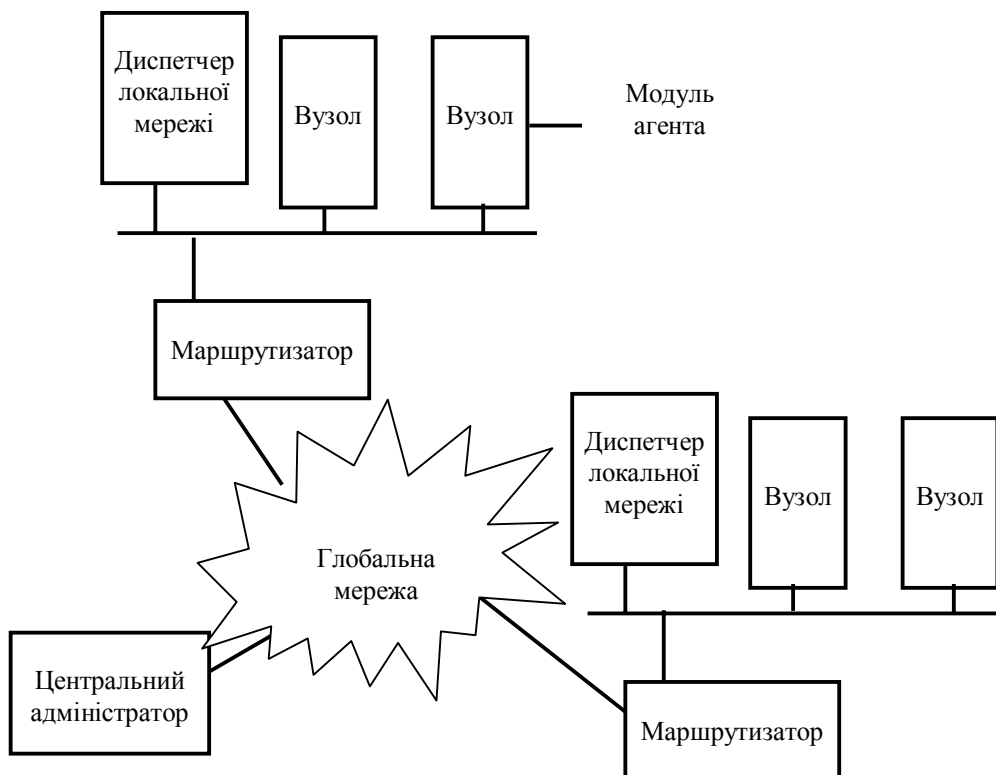 Диспетчер
локальної
мережі
Вузол
Вузол
Модуль
агента
Маршрутизатор
Диспетчер
локальної
мережі
Вузол
Вузол
Глобальна
мережа
Центральний
адміністратор
Маршрутизатор